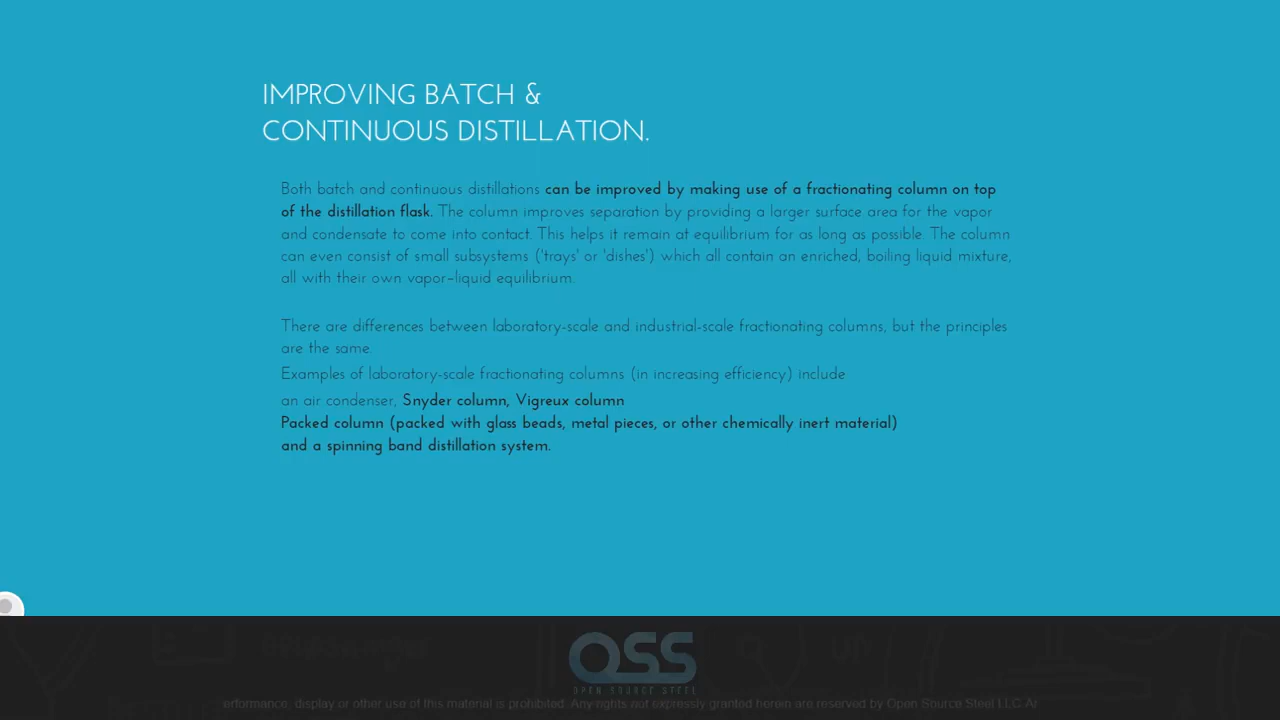 IMPROVING BATCH &
CONTINUOUS DISTILLATION.
Both batch and continuous distillations can be improved by making use of a fractionating column on top
of the distillation flask. The column improves separation by providing a larger surface area for the vapor
and condensate to come into contact. This helps it remain at equilibrium for as long as possible. The column
can even consist of small subsystems ('trays' or 'dishes') which all contain an enriched, boiling liquid mixture,
all with their own vapor–liquid equilibrium.
There are differences between laboratory-scale and industrial-scale fractionating columns, but the principles
are the same.
Examples of laboratory-scale fractionating columns (in increasing efficiency) include
an air condenser, Snyder column, Vigreux column
Packed column (packed with glass beads, metal pieces, or other chemically inert material)
and a spinning band distillation system.
OSS
OPEN SOURCE STEEL
erformance, display or other use of this material is prohibited. Any rights not expressly granted herein are reserved by Open Source Steel LLC. Ar